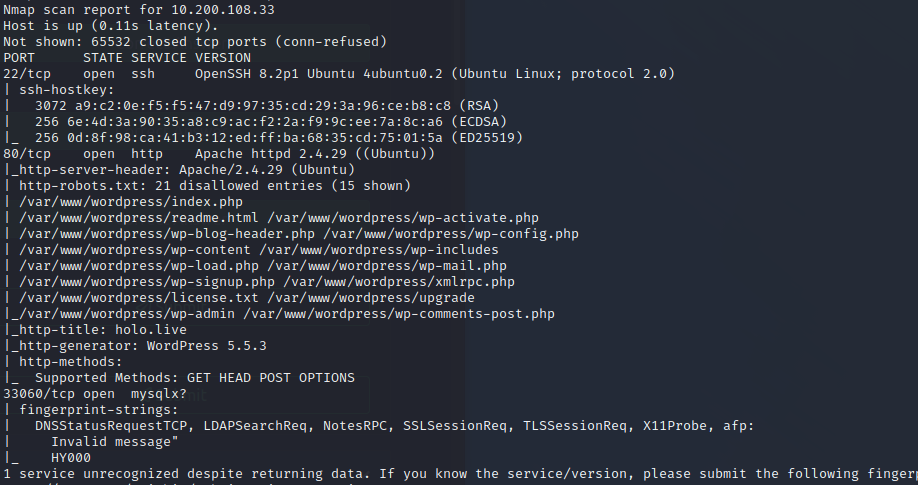 Nmap scan report for 10.200.108.33
Host is up (0.11s latency).
Not shown: 65532 closed tcp ports (conn-refused)
PORT      STATE SERVICE VERSION
22/tcp    open  ssh     OpenSSH 8.2p1 Ubuntu 4ubuntu0.2 (Ubuntu Linux; protocol 2.0)
| ssh-hostkey:
|   3072 a9:c2:0e:f5:f5:47:d9:97:35:cd:29:3a:96:ce:b8:c8 (RSA)
|   256 6e:4d:3a:90:35:a8:c9:ac:f2:2a:f9:9c:ee:7a:8c:a6 (ECDSA)
|_  256 0d:8f:98:ca:41:b3:12:ed:ff:ba:68:35:cd:75:01:5a (ED25519)
80/tcp    open  http    Apache httpd 2.4.29 ((Ubuntu))
|_http-server-header: Apache/2.4.29 (Ubuntu)
| http-robots.txt: 21 disallowed entries (15 shown)
| /var/www/wordpress/index.php
| /var/www/wordpress/readme.html /var/www/wordpress/wp-activate.php
| /var/www/wordpress/wp-blog-header.php /var/www/wordpress/wp-config.php
| /var/www/wordpress/wp-content /var/www/wordpress/wp-includes
| /var/www/wordpress/wp-load.php /var/www/wordpress/wp-mail.php
| /var/www/wordpress/wp-signup.php /var/www/wordpress/xmlrpc.php
| /var/www/wordpress/license.txt /var/www/wordpress/upgrade
|_/var/www/wordpress/wp-admin /var/www/wordpress/wp-comments-post.php
|_http-title: holo.live
|_http-generator: WordPress 5.5.3
| http-methods:
|_  Supported Methods: GET HEAD POST OPTIONS
33060/tcp open  mysqlx?
| fingerprint-strings:
|   DNSStatusRequestTCP, LDAPSearchReq, NotesRPC, SSLSessionReq, TLSSessionReq, X11Probe, afp:
|     Invalid message"
|_    HY000
1 service unrecognized despite returning data. If you know the service/version, please submit the following fingerp